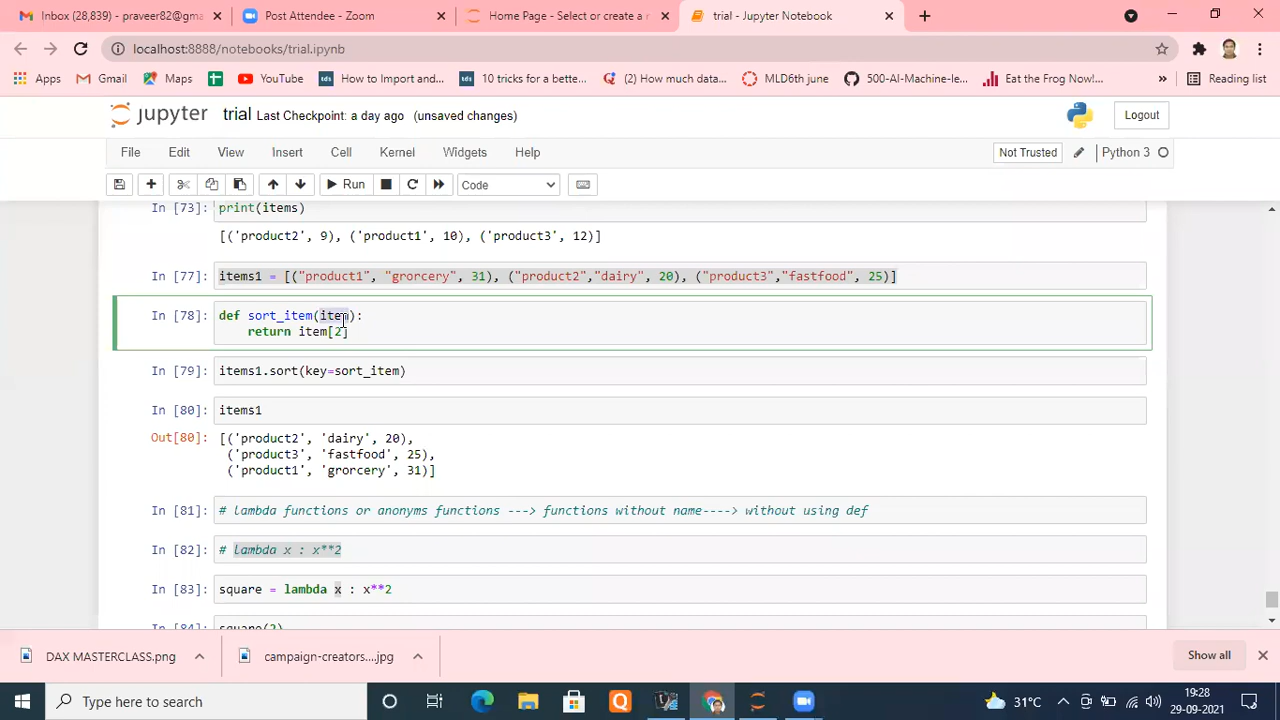 Inbox (28,839) - praveer82@gma
Post Attendee - Zoom
Home Page - Select or create a n
trial - Jupyter Notebook
localhost:8888/notebooks/trial.ipynb
Apps
Gmail
Maps
YouTube
How to Import and...
10 tricks for a bette...
(2) How much data...
MLD6th june
500-AI-Machine-le...
Eat the Frog Now!...
»
Reading list
jupyter trial Last Checkpoint: a day ago (unsaved changes)
Logout
File Edit View Insert Cell Kernel Widgets Help
Not Trusted
Python 3
Run
Code
In [73]: print(items)
[('product2', 9), ('product1', 10), ('product3', 12)]
In [77]: items1 = [("product1", "grorcery", 31), ("product2","dairy", 20), ("product3","fastfood", 25)]
In [78]: def sort_item(item):
return item[2]
In [79]: items1.sort(key=sort_item)
In [80]: items1
Out[80]: [('product2', 'dairy', 20),
('product3', 'fastfood', 25),
('product1', 'grorcery', 31)]
In [81]: # lambda functions or anonyms functions ---> functions without name----> without using def
In [82]: # lambda x : x**2
In [83]: square = lambda x : x**2
In [84]: square(2)
DAX MASTERCLASS.png
campaign-creators....jpg
Show all
Type here to search
31°C
19:28
29-09-2021